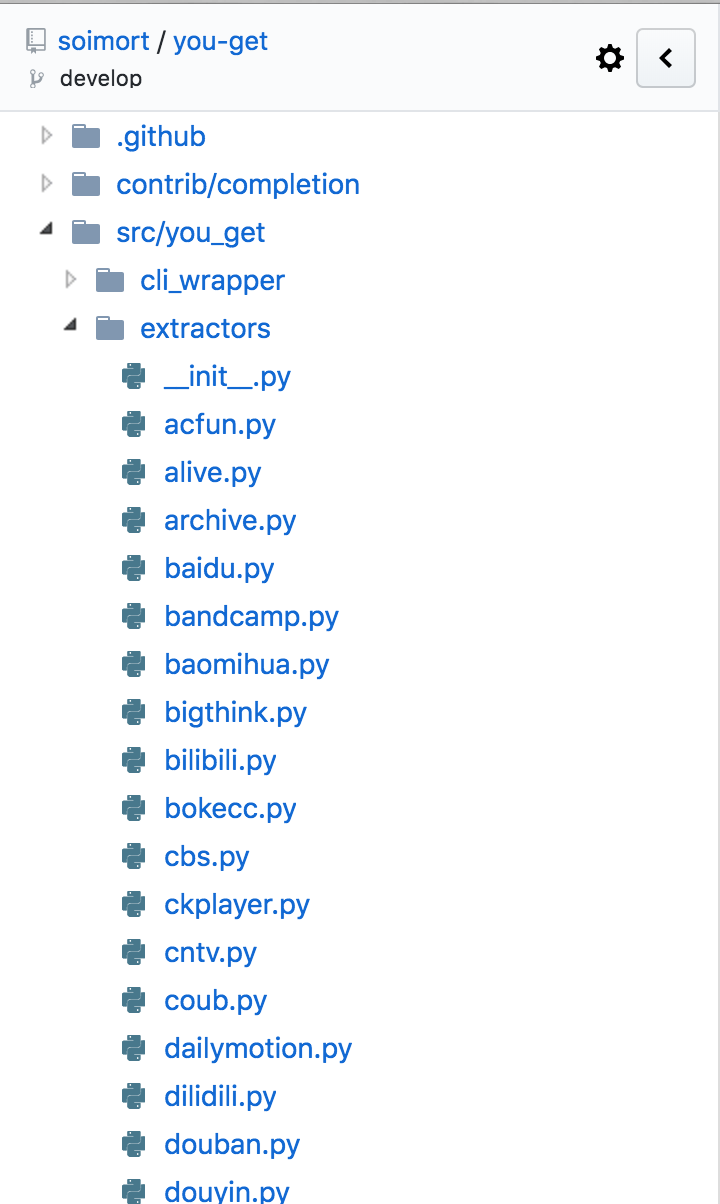 soimort / you-get
develop
.github
contrib/completion
src/you_get
cli_wrapper
extractors
__init__.py
acfun.py
alive.py
archive.py
baidu.py
bandcamp.py
baomihua.py
bigthink.py
bilibili.py
bokecc.py
cbs.py
ckplayer.py
cntv.py
coub.py
dailymotion.py
dilidili.py
douban.py
douyin.py